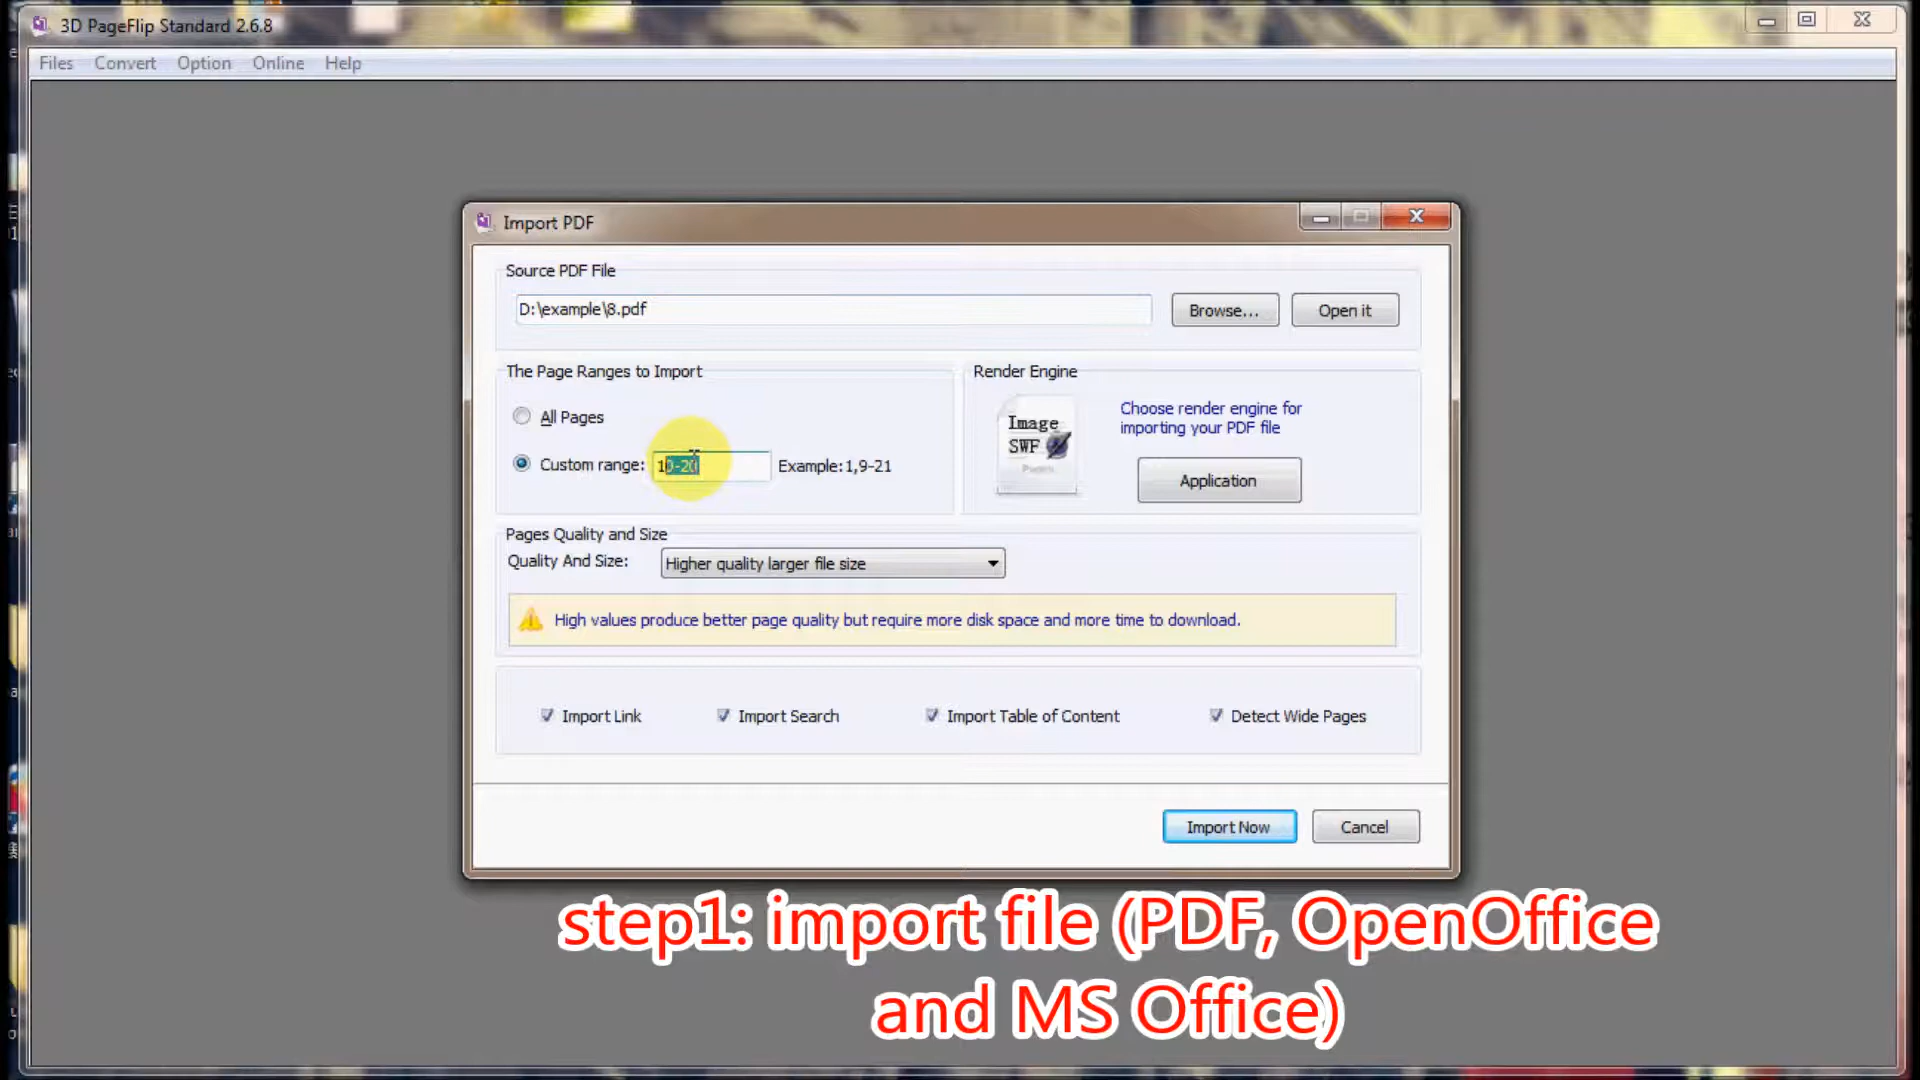 3D PageFlip Standard 2.6.8
Files Convert Option Online Help
Import PDF
Source PDF File
D:\example\8.pdf
Browse...
Open it
The Page Ranges to Import
All Pages
Custom range: 10-20 Example:1,9-21
Render Engine
Image
SWF
Choose render engine for
importing your PDF file
Application
Pages Quality and Size
Quality And Size: Higher quality larger file size
High values produce better page quality but require more disk space and more time to download.
Import Link Import Search Import Table of Content Detect Wide Pages
Import Now Cancel
step1: import file (PDF, OpenOffice
and MS Office)